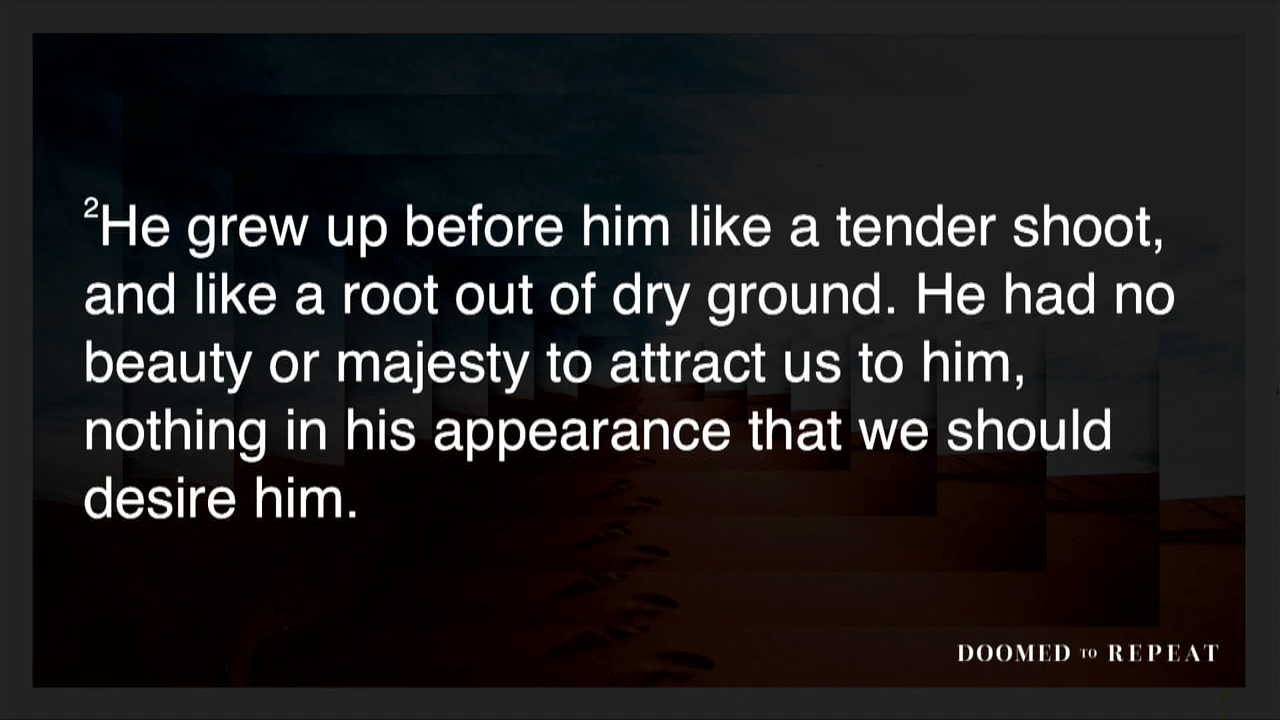 ²He grew up before him like a tender shoot,
and like a root out of dry ground. He had no
beauty or majesty to attract us to him,
nothing in his appearance that we should
desire him.
DOOMED TO REPEAT